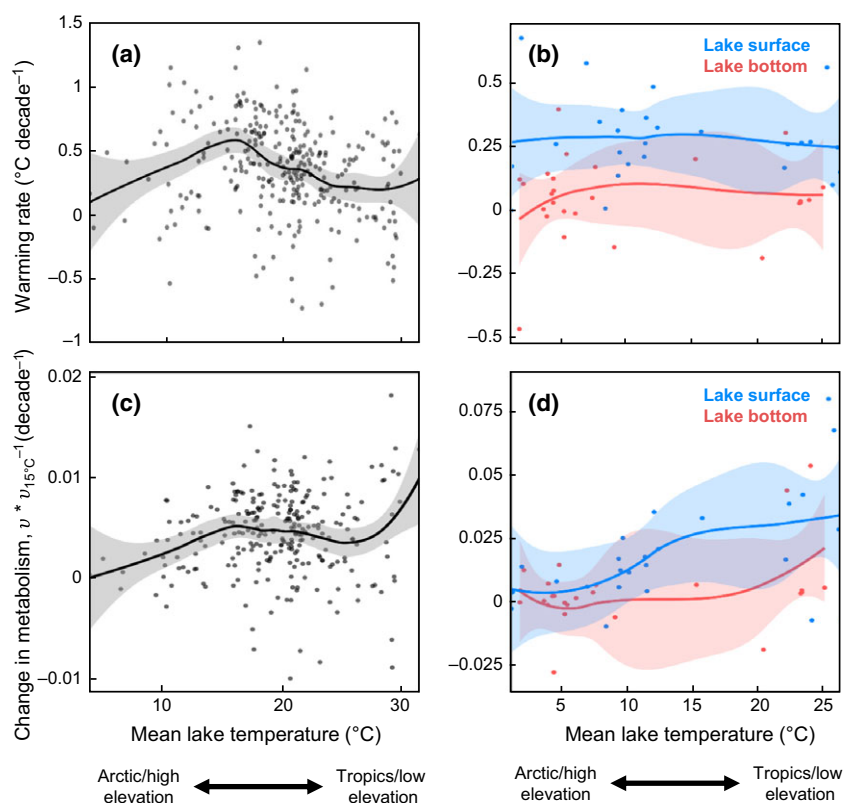 (a)
Warming rate (°C decade⁻¹)
1.5
1
0.5
0
−0.5
−1
(b)
Lake surface
Lake bottom
0.5
0.25
0
−0.25
−0.5
(c)
Change in metabolism, υ * υ₁₅°C⁻¹ (decade⁻¹)
0.02
0.01
0
−0.01
10
20
30
Mean lake temperature (°C)
(d)
Lake surface
Lake bottom
0.075
0.05
0.025
0
−0.025
5
10
15
20
25
Mean lake temperature (°C)
Arctic/high
elevation
Tropics/low
elevation
Arctic/high
elevation
Tropics/low
elevation